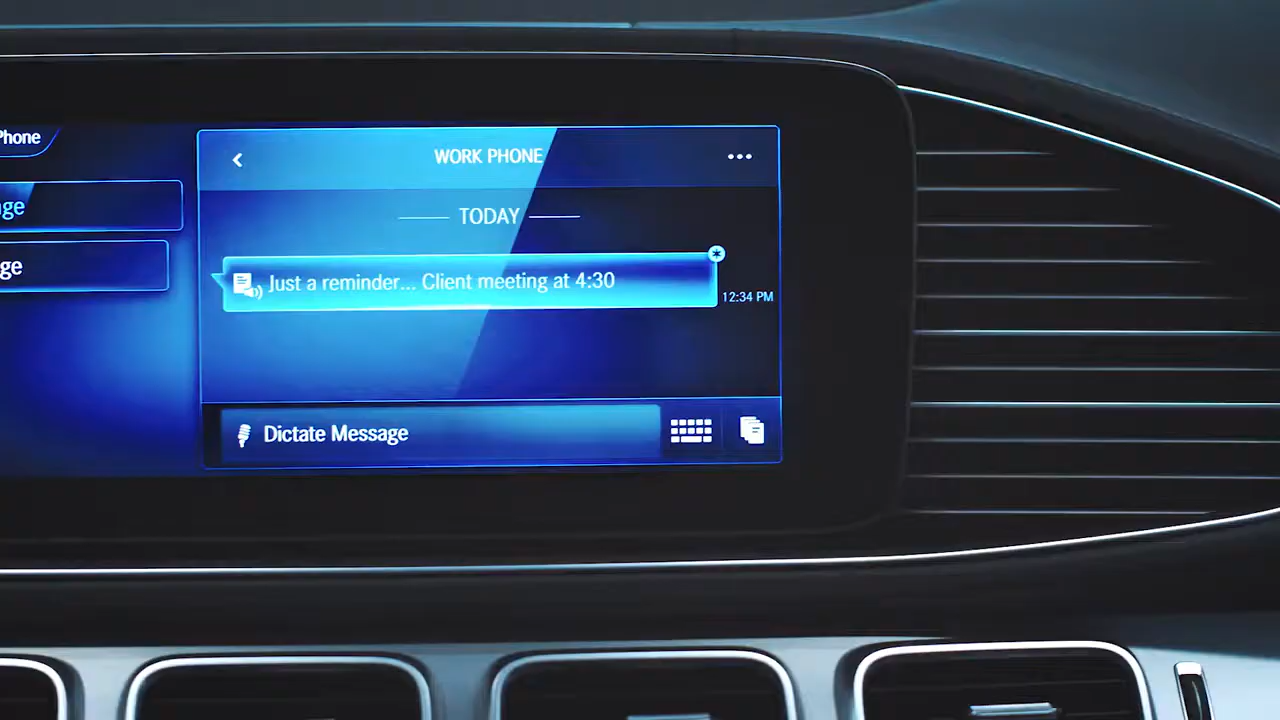 Phone
ge
ge
WORK PHONE
TODAY
Just a reminder... Client meeting at 4:30
12:34 PM
Dictate Message